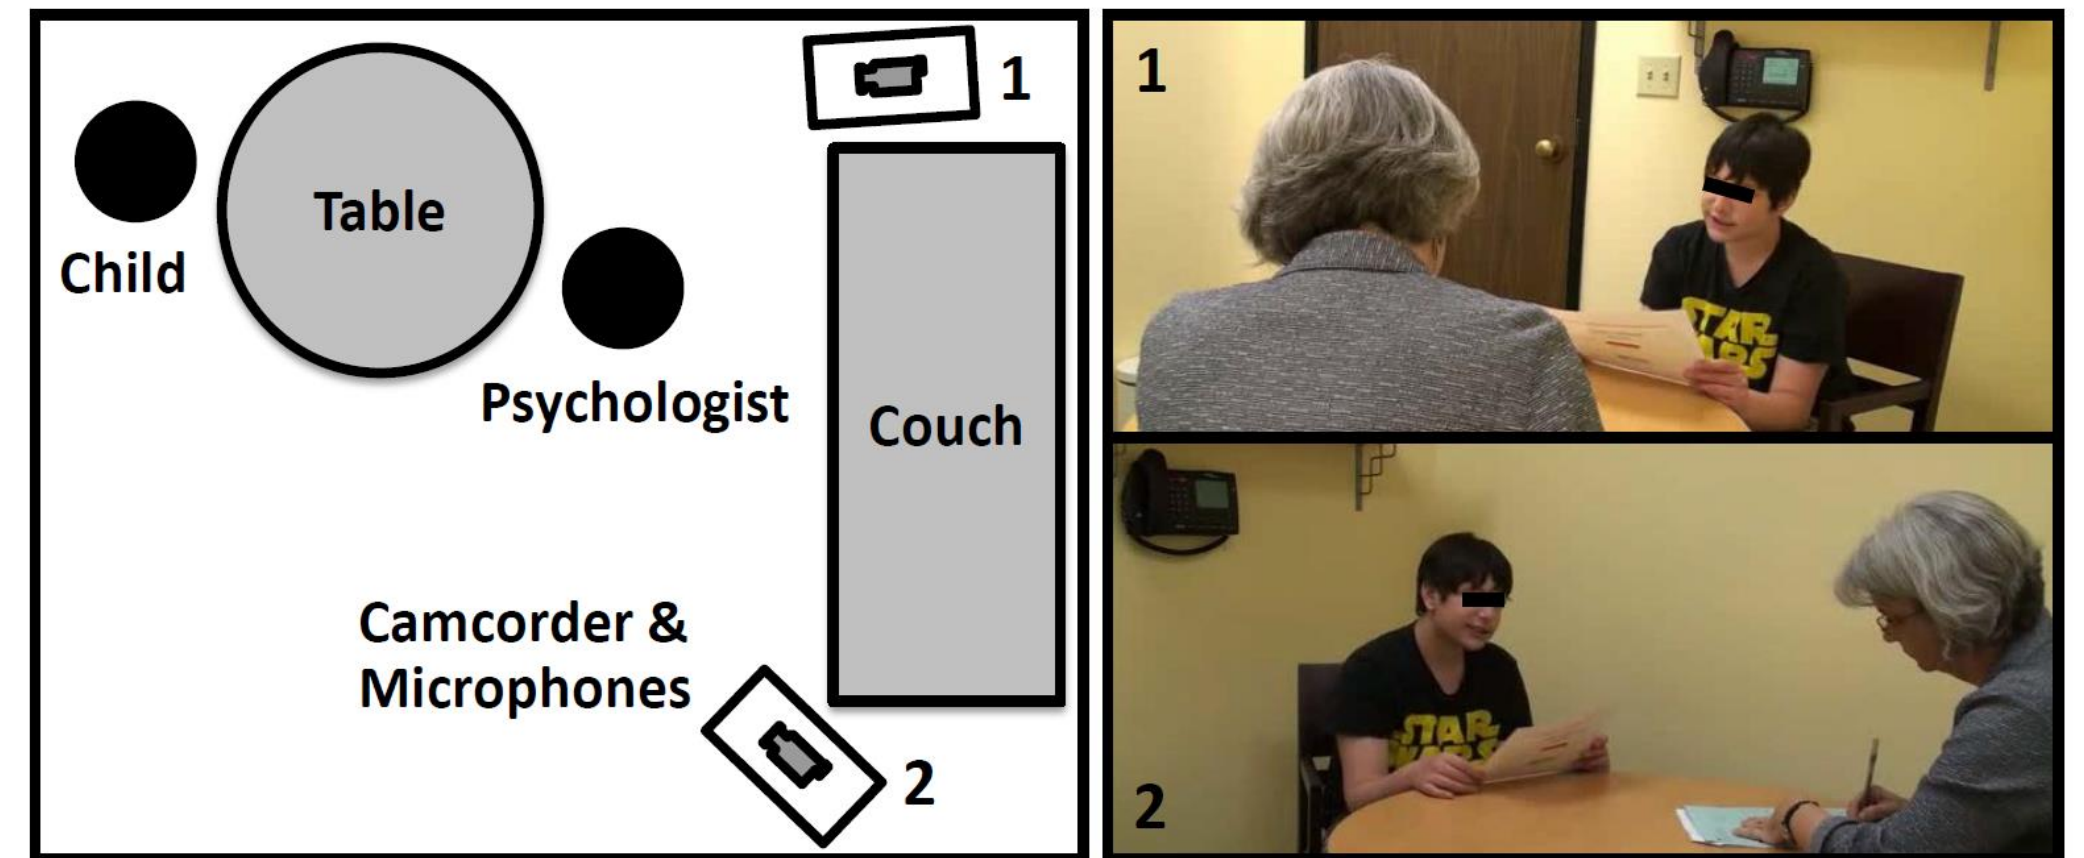 1
Table
Child
Psychologist
Couch
Camcorder &
Microphones
2
1
STAR
WARS
STAR
WARS
2